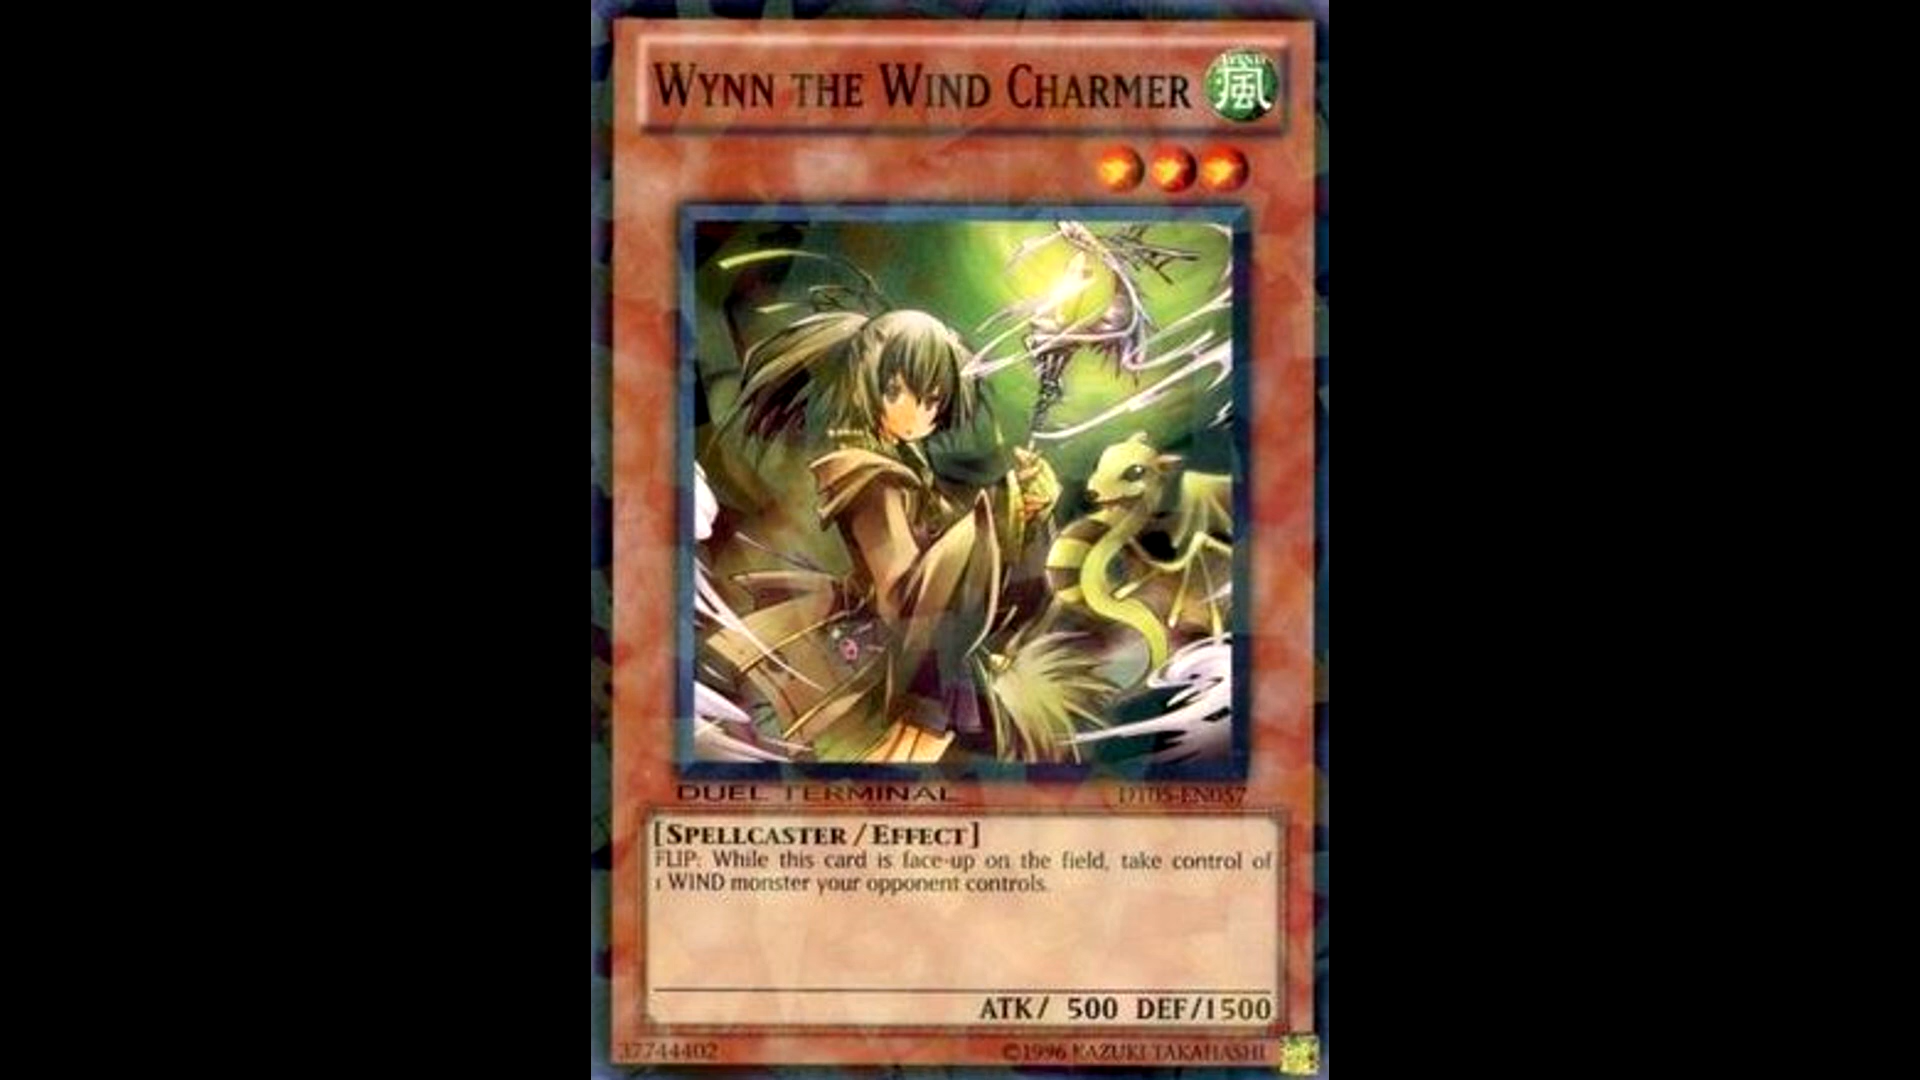 WYNN THE WIND CHARMER
WIND
風
DUEL TERMINAL
DT05-EN057
[SPELLCASTER/EFFECT]
FLIP: While this card is face-up on the field, take control of
1 WIND monster your opponent controls.
ATK/ 500 DEF/1500
37744402
©1996 KAZUKI TAKAHASHI